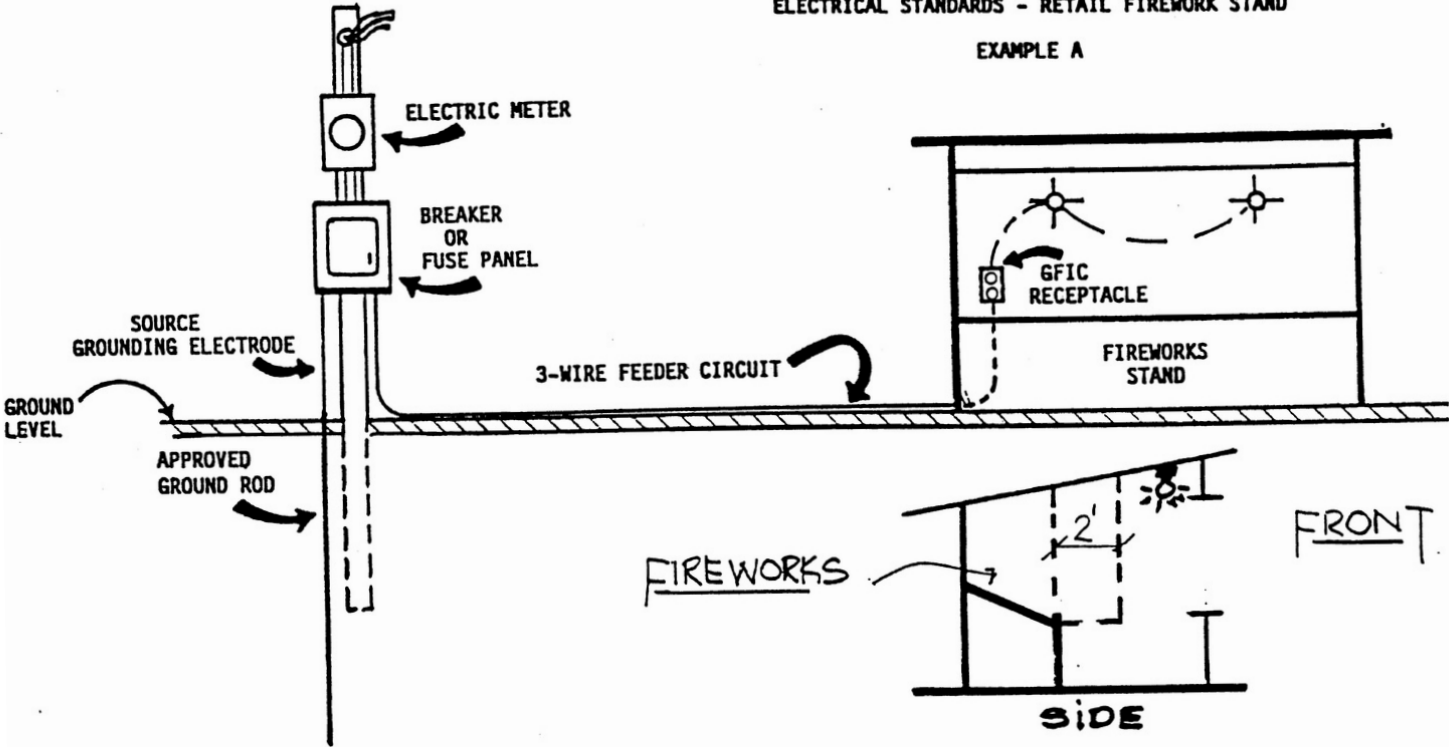 ELECTRICAL STANDARDS - RETAIL FIREWORK STAND
EXAMPLE A
ELECTRIC METER
BREAKER
OR
FUSE PANEL
GFIC
RECEPTACLE
SOURCE
GROUNDING ELECTRODE
3-WIRE FEEDER CIRCUIT
FIREWORKS
STAND
GROUND
LEVEL
APPROVED
GROUND ROD
2'
FIREWORKS
FRONT
SiDE